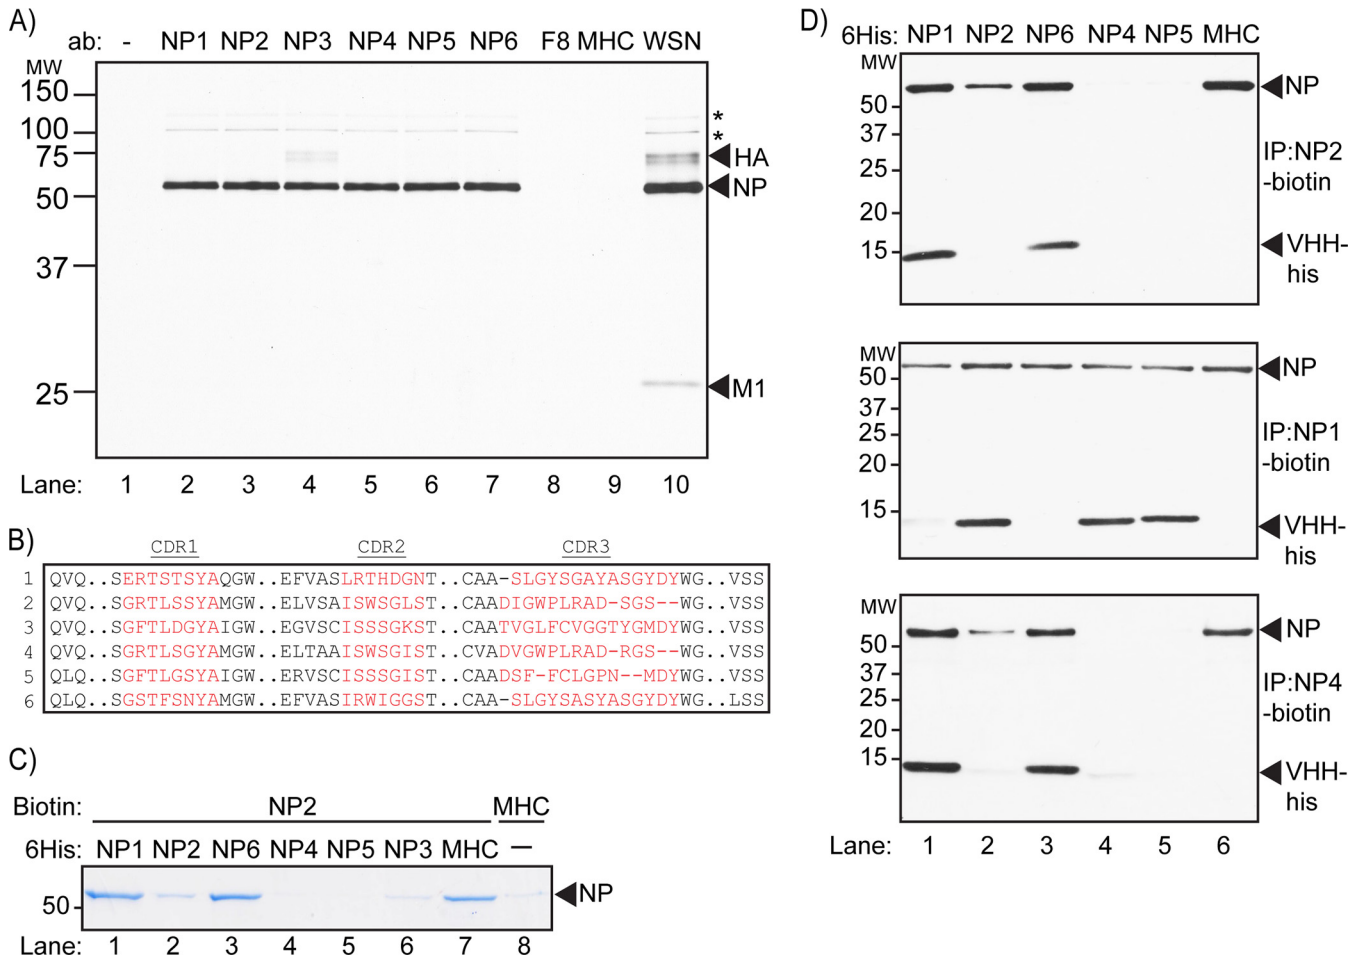 A)
ab: - NP1 NP2 NP3 NP4 NP5 NP6 F8 MHC WSN
MW
150
100
75
50
37
25
*
*
HA
NP
M1
Lane: 1 2 3 4 5 6 7 8 9 10
B)
CDR1 CDR2 CDR3
1 QVQ..SERTSTSYAQGW..EFVASLRTHDGNT..CAA-SLGYSGAYASGYDYWG..VSS
2 QVQ..SGRTLSSYAMGW..ELVSAISWSGLST..CAADIGWPLRAD-SGS--WG..VSS
3 QVQ..SGFTLDGYAIGW..EGVSCISSSGKST..CAATVGLFCVGGTYGMDYWG..VSS
4 QVQ..SGRTLSGYAMGW..ELTAAISWSGIST..CVADVGWPLRAD-RGS--WG..VSS
5 QLQ..SGFTLGSYAIGW..ERVSCISSSGIST..CAADSF-FCLGPN--MDYWG..VSS
6 QLQ..SGSTFSNYAMGW..EFVASIRWIGGST..CAA-SLGYSASYASGYDYWG..LSS
C)
Biotin: NP2 MHC
6His: NP1 NP2 NP6 NP4 NP5 NP3 MHC —
50
NP
Lane: 1 2 3 4 5 6 7 8
D)
6His: NP1 NP2 NP6 NP4 NP5 MHC
MW
50
37
25
20
15
NP
IP:NP2
-biotin
VHH-
his
MW
50
37
25
20
15
NP
IP:NP1
-biotin
VHH-
his
MW
50
37
25
20
15
NP
IP:NP4
-biotin
VHH-
his
Lane: 1 2 3 4 5 6